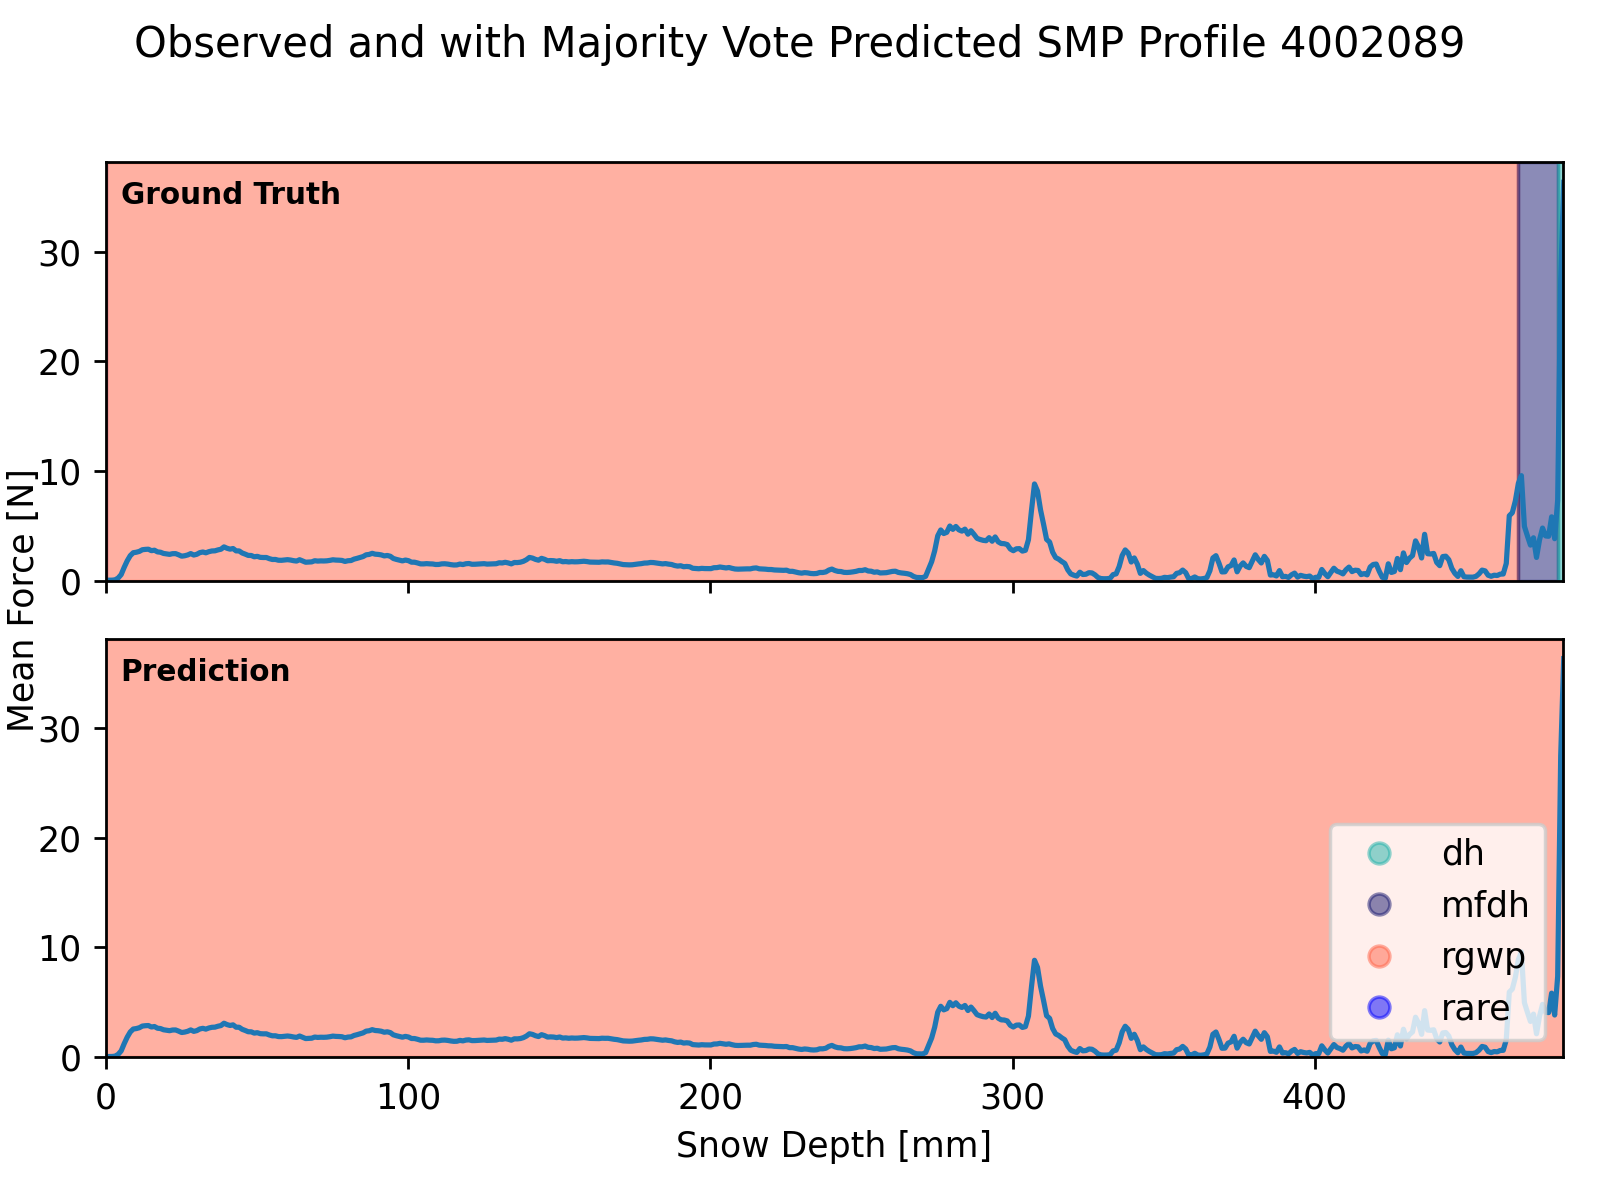 Observed and with Majority Vote Predicted SMP Profile 4002089
Ground Truth
30
20
10
0
Mean Force [N]
Prediction
30
20
10
0
dh
mfdh
rgwp
rare
0 100 200 300 400
Snow Depth [mm]